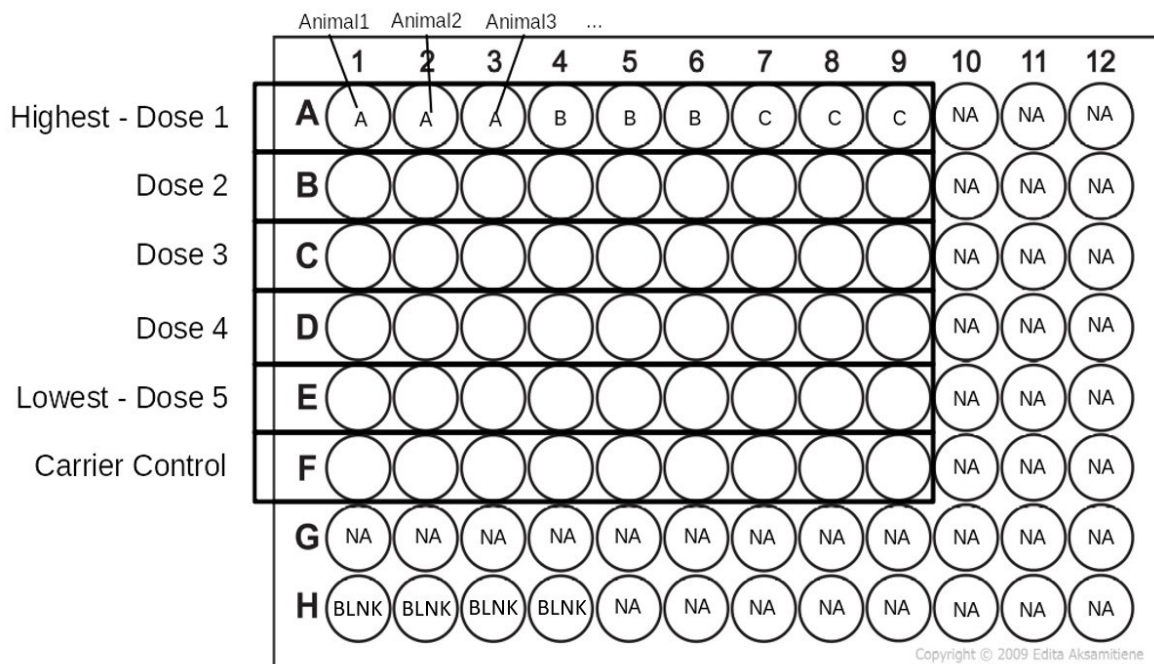 Animal1 Animal2 Animal3 ...
1 2 3 4 5 6 7 8 9 10 11 12
Highest - Dose 1 A A A A B B B C C C NA NA NA
Dose 2 B NA NA NA
Dose 3 C NA NA NA
Dose 4 D NA NA NA
Lowest - Dose 5 E NA NA NA
Carrier Control F NA NA NA
G NA NA NA NA NA NA NA NA NA NA NA NA
H BLNK BLNK BLNK BLNK NA NA NA NA NA NA NA NA
Copyright © 2009 Edita Aksamitiene